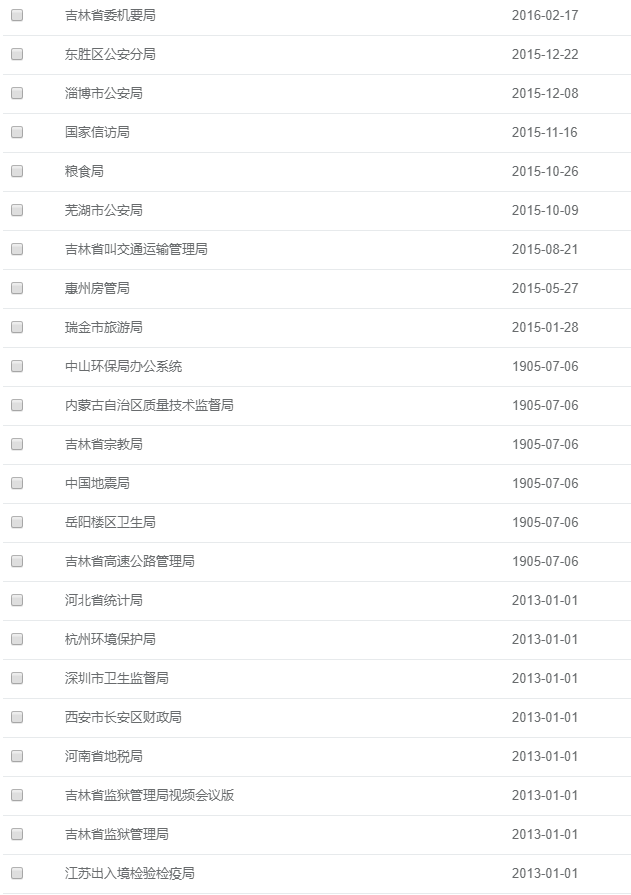 吉林省委机要局 2016-02-17
东胜区公安分局 2015-12-22
淄博市公安局 2015-12-08
国家信访局 2015-11-16
粮食局 2015-10-26
芜湖市公安局 2015-10-09
吉林省叫交通运输管理局 2015-08-21
惠州房管局 2015-05-27
瑞金市旅游局 2015-01-28
中山环保局办公系统 1905-07-06
内蒙古自治区质量技术监督局 1905-07-06
吉林省宗教局 1905-07-06
中国地震局 1905-07-06
岳阳楼区卫生局 1905-07-06
吉林省高速公路管理局 1905-07-06
河北省统计局 2013-01-01
杭州环境保护局 2013-01-01
深圳市卫生监督局 2013-01-01
西安市长安区财政局 2013-01-01
河南省地税局 2013-01-01
吉林省监狱管理局视频会议版 2013-01-01
吉林省监狱管理局 2013-01-01
江苏出入境检验检疫局 2013-01-01